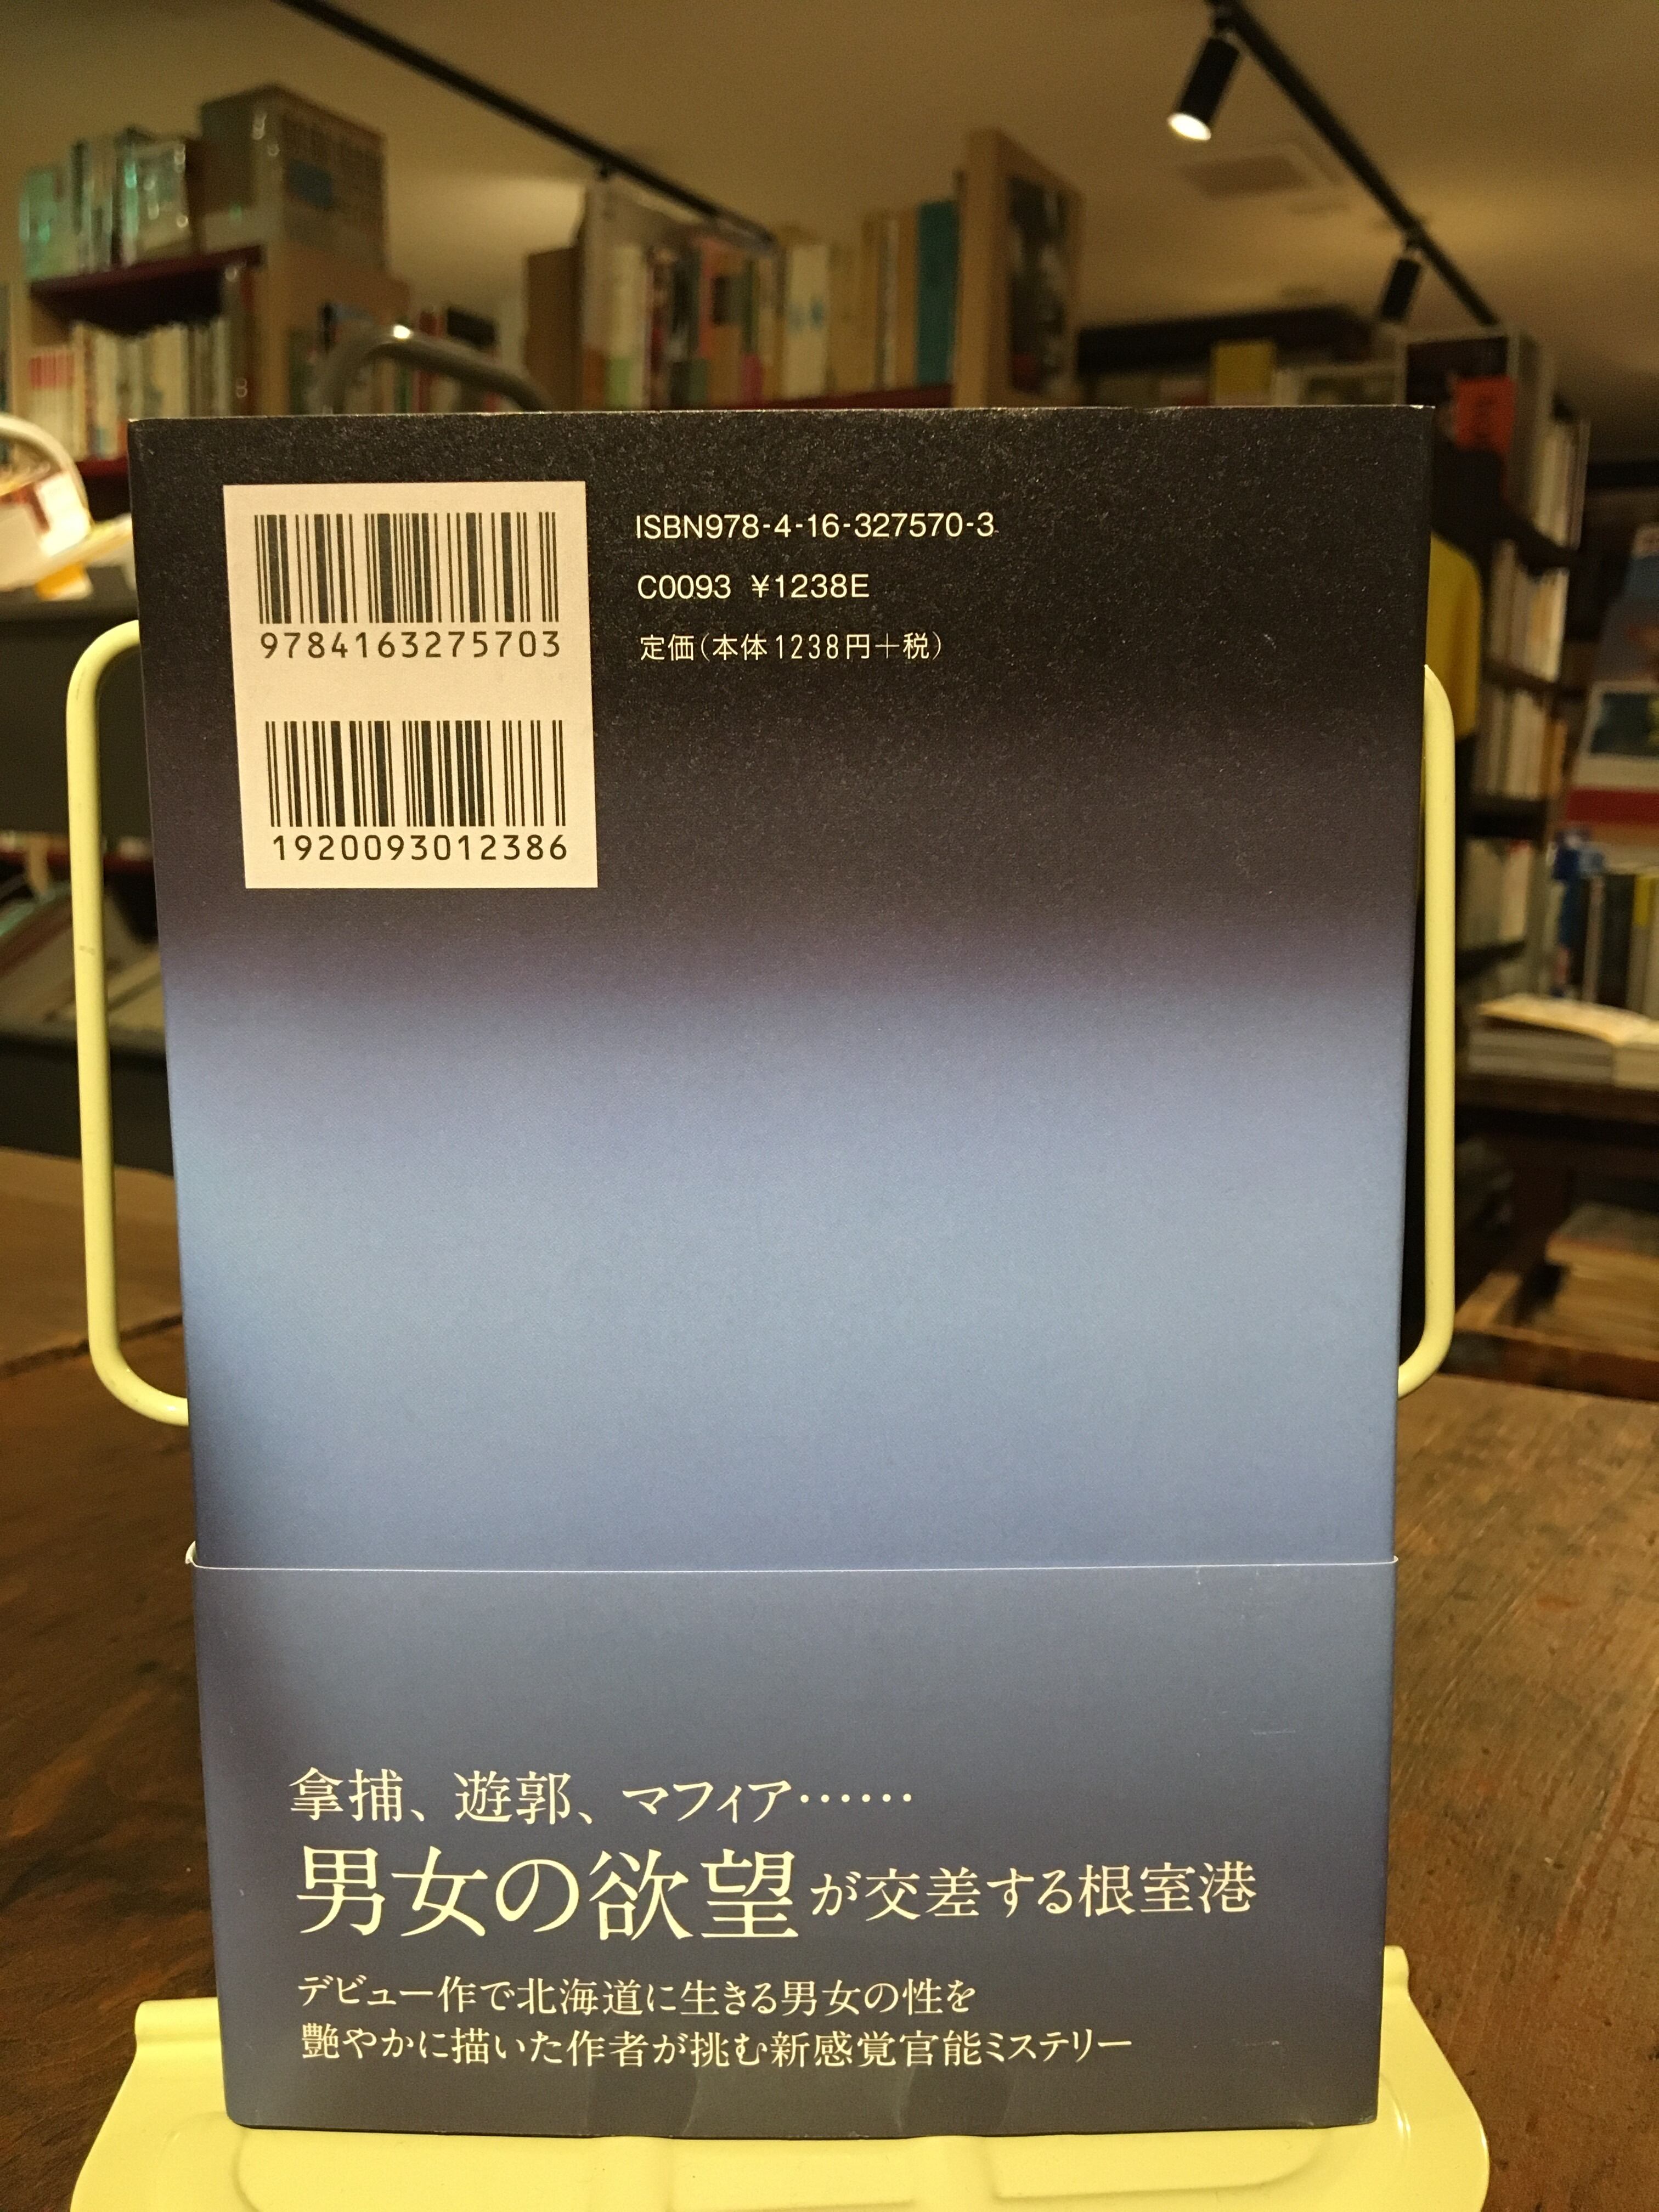 9784163275703
1920093012386
ISBN978-4-16-327570-3
C0093 ¥1238E
定価(本体1238円+税)
拿捕、遊郭、マフィア……
男女の欲望が交差する根室港
デビュー作で北海道に生きる男女の性を
艶やかに描いた作者が挑む新感覚官能ミステリー